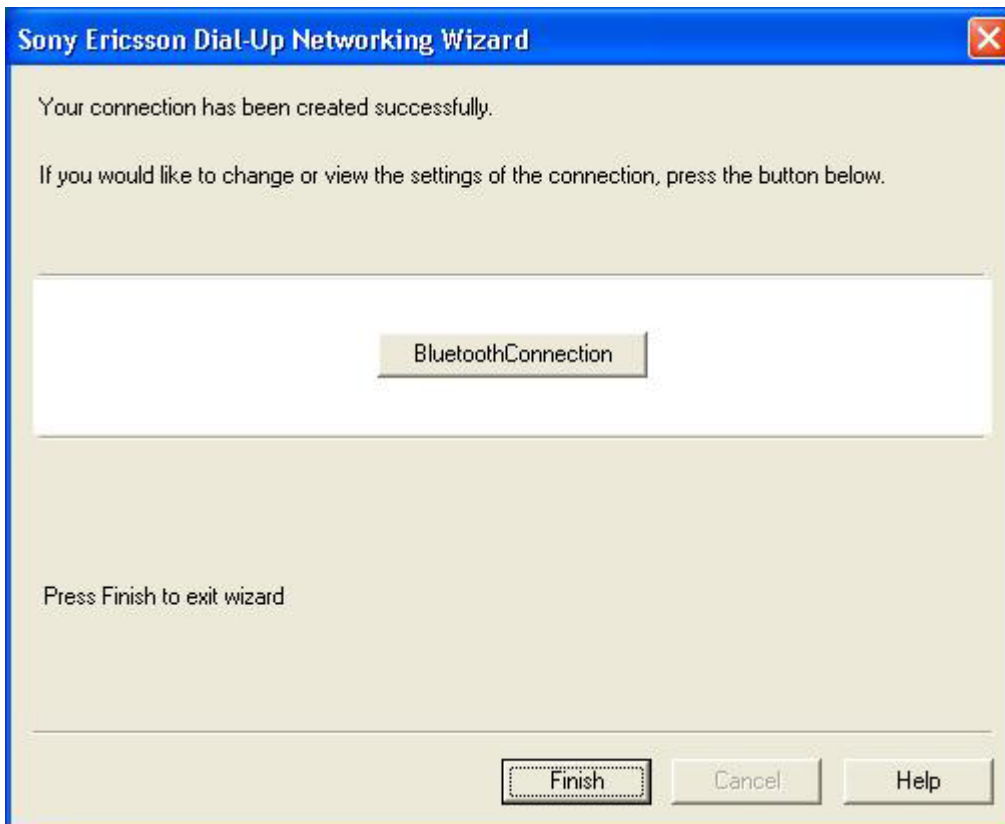 Sony Ericsson Dial-Up Networking Wizard
Your connection has been created successfully.
If you would like to change or view the settings of the connection, press the button below.
BluetoothConnection
Press Finish to exit wizard
Finish Cancel Help